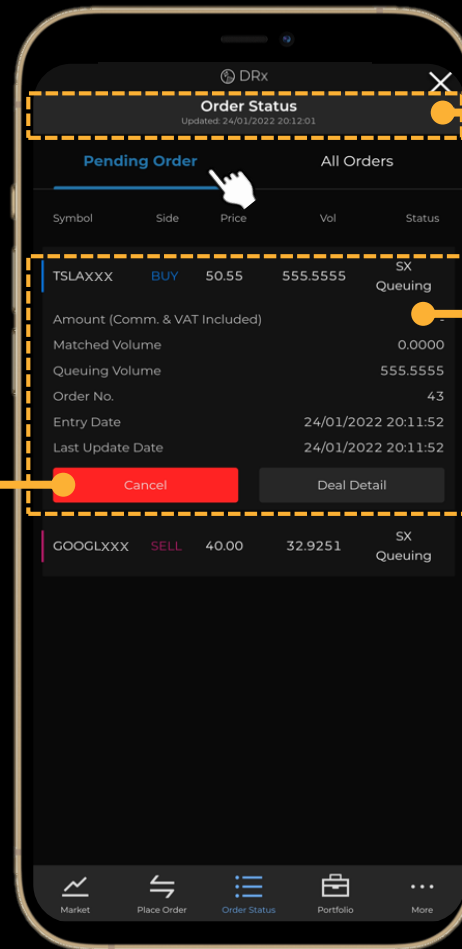 DRx
Order Status
Updated: 24/01/2022 20:12:01
Pending Order All Orders
Symbol Side Price Vol Status
TSLAXXX BUY 50.55 555.5555 SX Queuing
Amount (Comm. & VAT Included) -
Matched Volume 0.0000
Queuing Volume 555.5555
Order No. 43
Entry Date 24/01/2022 20:11:52
Last Update Date 24/01/2022 20:11:52
Cancel Deal Detail
GOOGLXXX SELL 40.00 32.9251 SX Queuing
Market Place Order Order Status Portfolio More